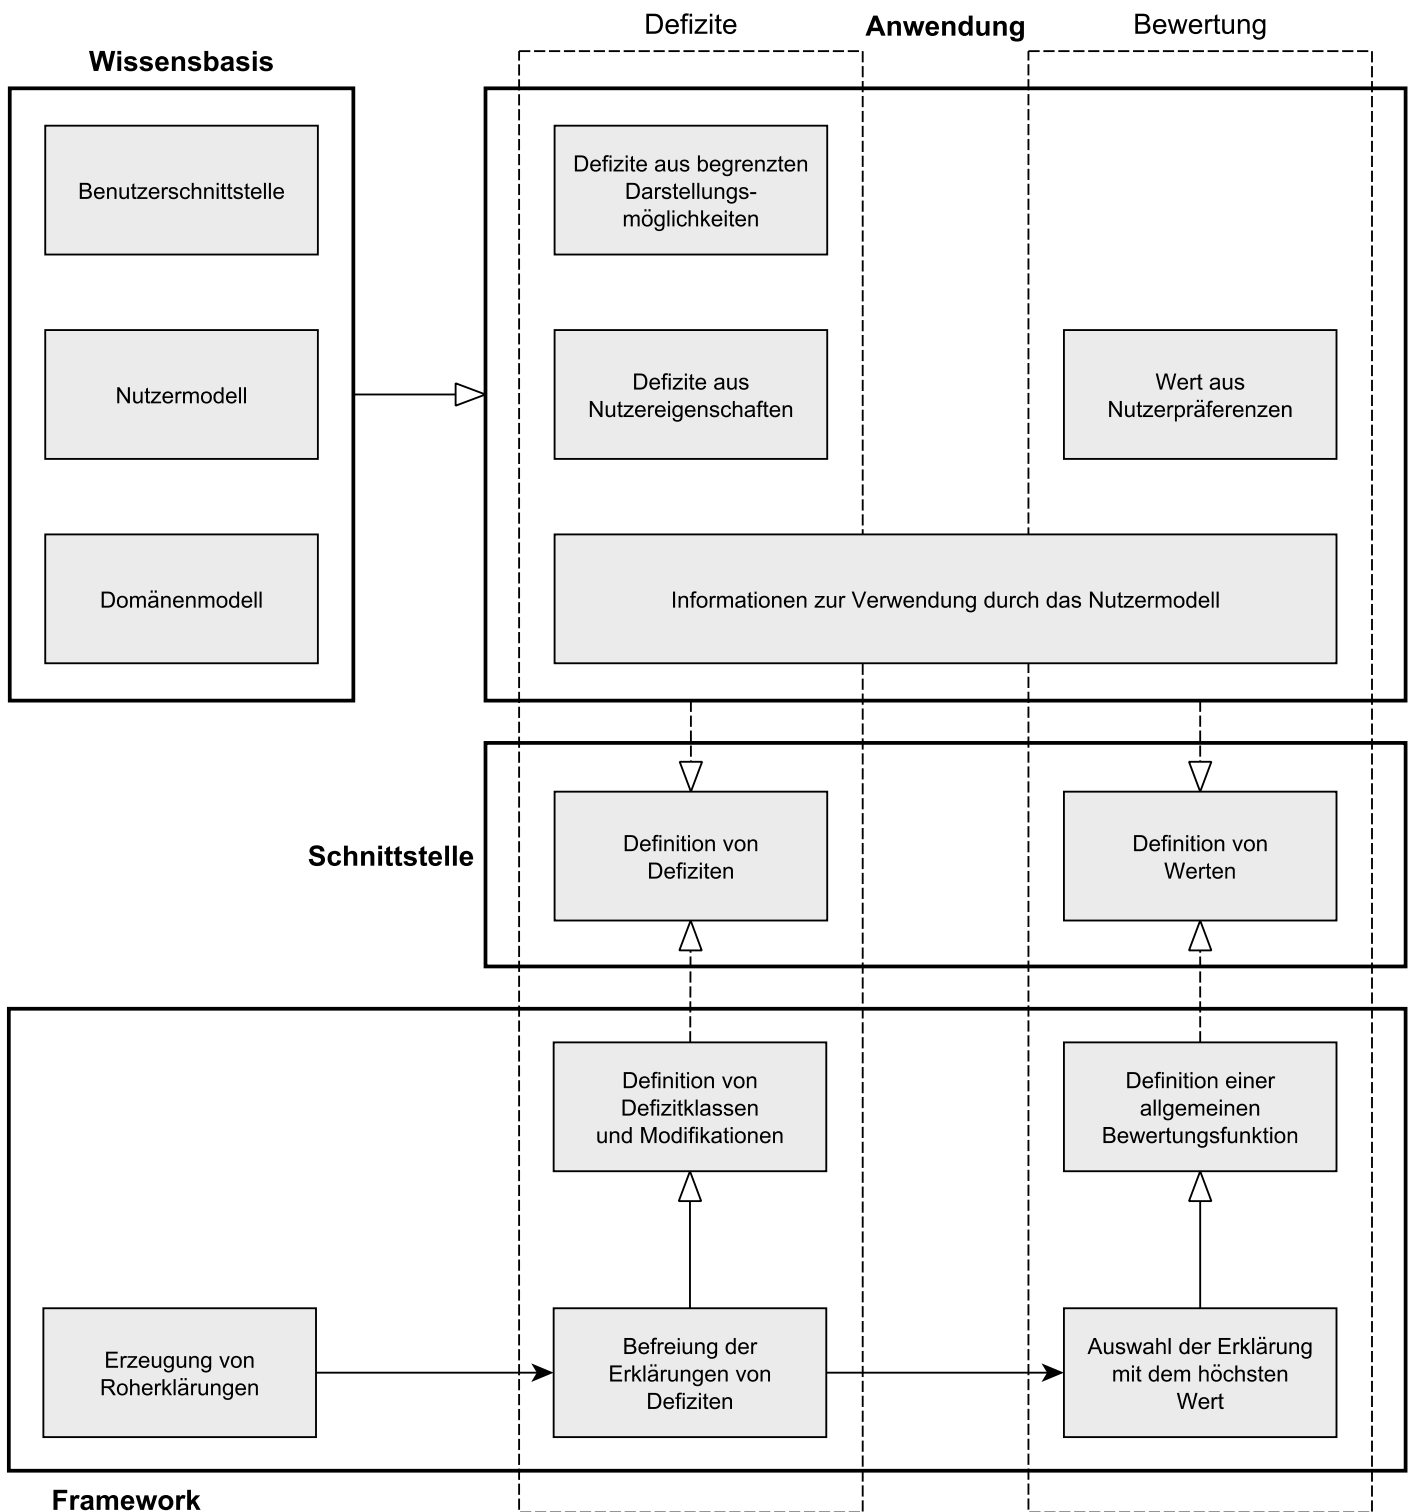 Defizite
Anwendung
Bewertung
Wissensbasis
Benutzerschnittstelle
Defizite aus begrenzten
Darstellungs-
möglichkeiten
Nutzermodell
Defizite aus
Nutzereigenschaften
Wert aus
Nutzerpräferenzen
Domänenmodell
Informationen zur Verwendung durch das Nutzermodell
Schnittstelle
Definition von
Defiziten
Definition von
Werten
Definition von
Defizitklassen
und Modifikationen
Definition einer
allgemeinen
Bewertungsfunktion
Erzeugung von
Roherklärungen
Befreiung der
Erklärungen von
Defiziten
Auswahl der Erklärung
mit dem höchsten
Wert
Framework